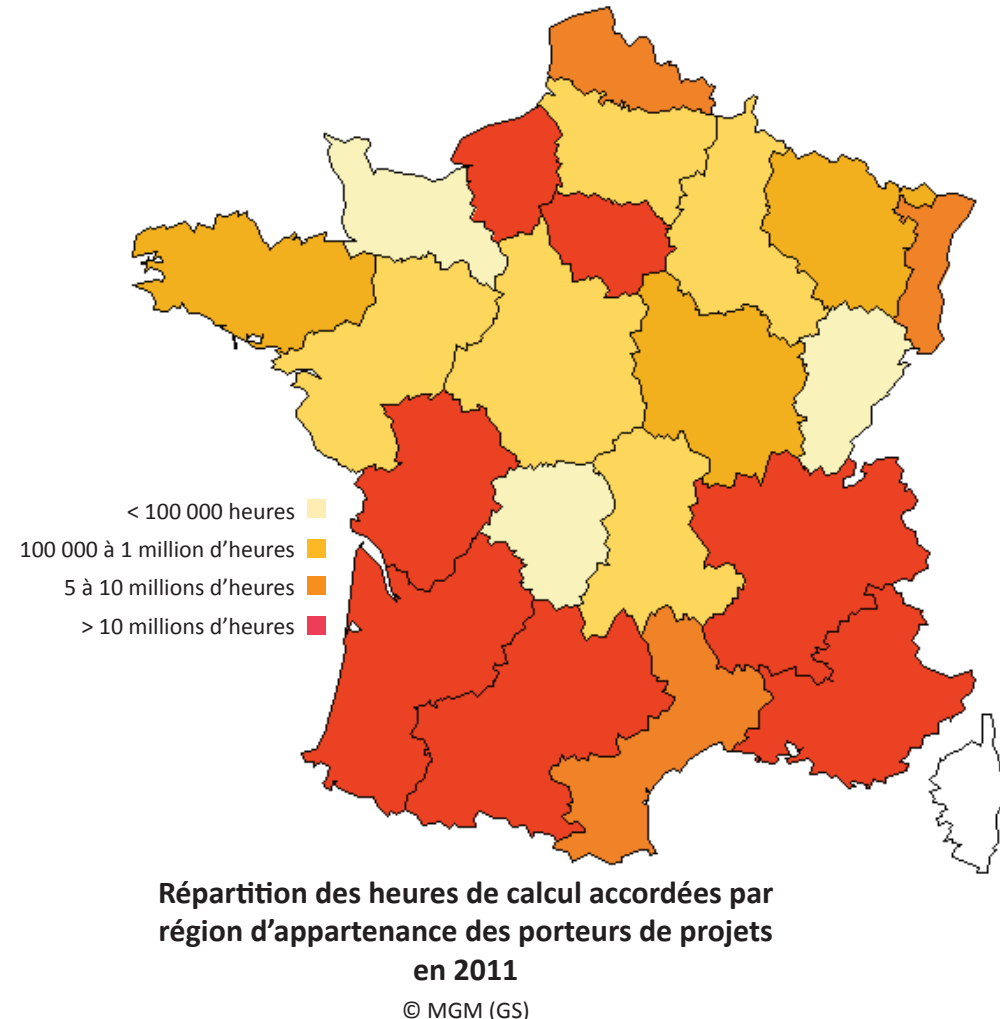 < 100 000 heures
100 000 à 1 million d’heures
5 à 10 millions d’heures
> 10 millions d’heures
Répartition des heures de calcul accordées par
région d’appartenance des porteurs de projets
en 2011
© MGM (GS)